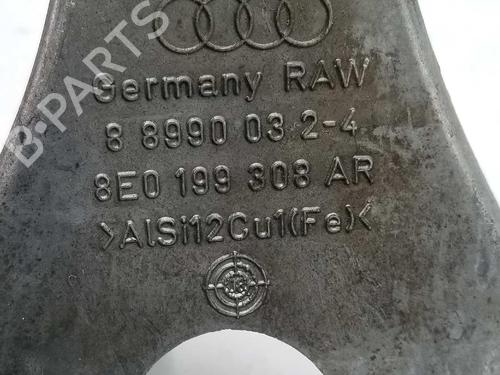 B-PARTS
Germany RAW
8 8990 03 2-4
8E0 199 308 AR
>AlSi12Cu1(Fe)<